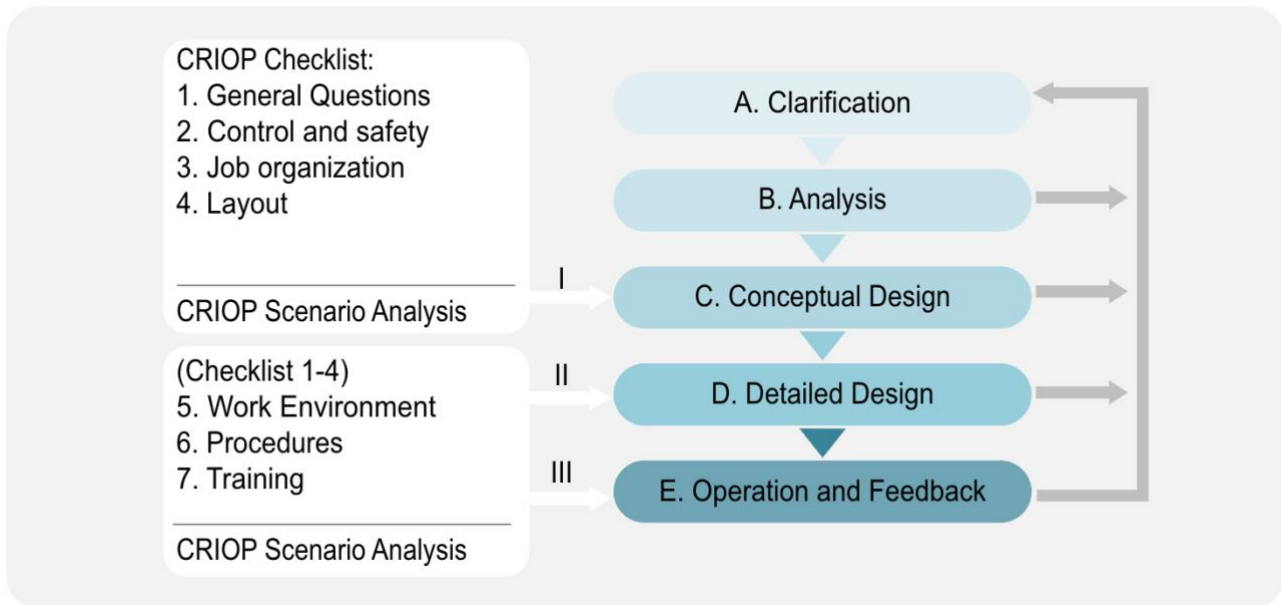 CRIOP Checklist:
1. General Questions
2. Control and safety
3. Job organization
4. Layout
CRIOP Scenario Analysis
(Checklist 1-4)
5. Work Environment
6. Procedures
7. Training
CRIOP Scenario Analysis
I
II
III
A. Clarification
B. Analysis
C. Conceptual Design
D. Detailed Design
E. Operation and Feedback